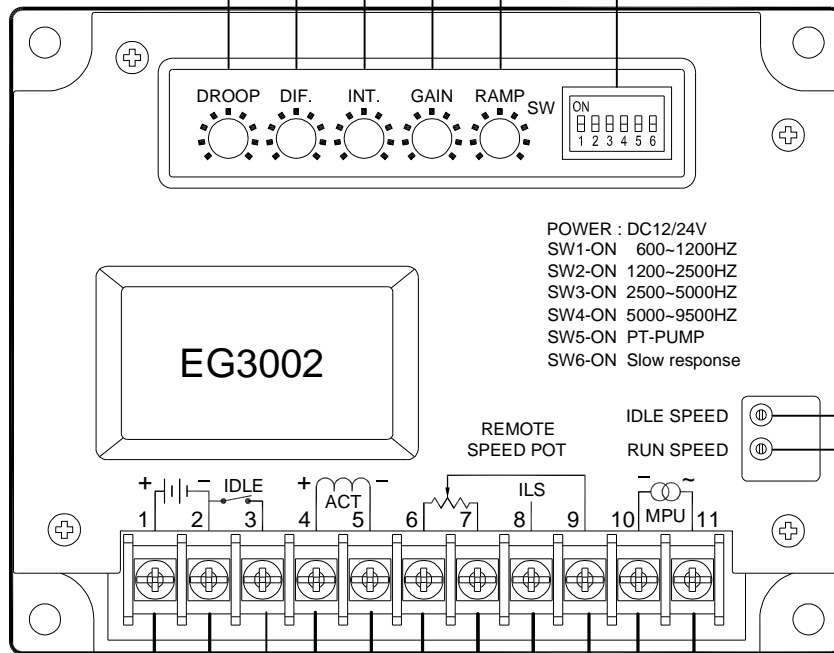 DROOP DIF. INT. GAIN RAMP SW
ON
1 2 3 4 5 6
POWER : DC12/24V
SW1-ON 600~1200HZ
SW2-ON 1200~2500HZ
SW3-ON 2500~5000HZ
SW4-ON 5000~9500HZ
SW5-ON PT-PUMP
SW6-ON Slow response
EG3002
IDLE SPEED
RUN SPEED
REMOTE
SPEED POT
+ − IDLE + ACT − ILS − ~ MPU
1 2 3 4 5 6 7 8 9 10 11